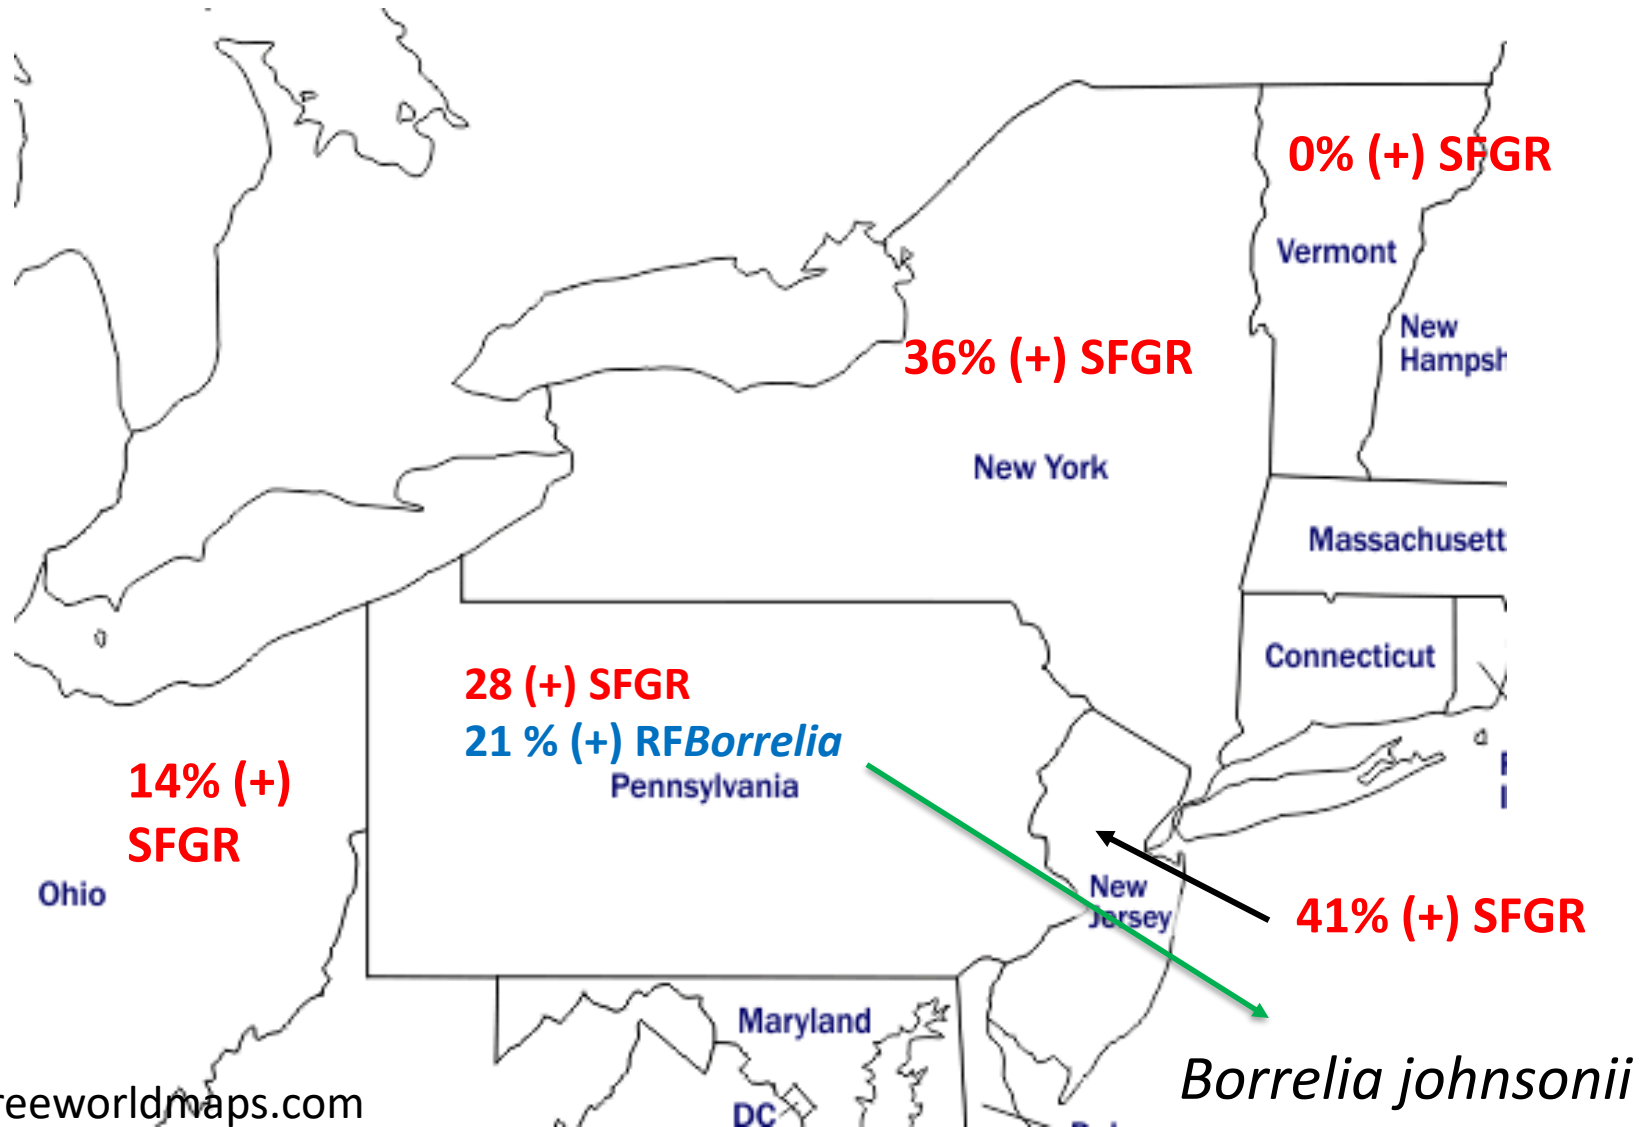 0% (+) SFGR
Vermont
New
Hampsh
36% (+) SFGR
New York
Massachusett
Connecticut
28 (+) SFGR
21 % (+) RFBorrelia
Pennsylvania
14% (+)
SFGR
Ohio
New
Jersey
41% (+) SFGR
Maryland
Borrelia johnsonii
reeworldmaps.com
DC